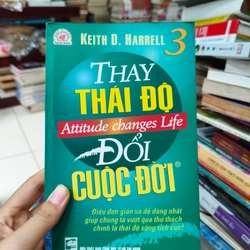 KEITH D. HARRELL 3
THAY
THÁI ĐỘ
Attitude changes Life
ĐỔI
CUỘC ĐỜI®
Điều đơn giản và dễ dàng nhất
giúp chúng ta vượt qua thử thách
chính là thái độ sống tích cực!